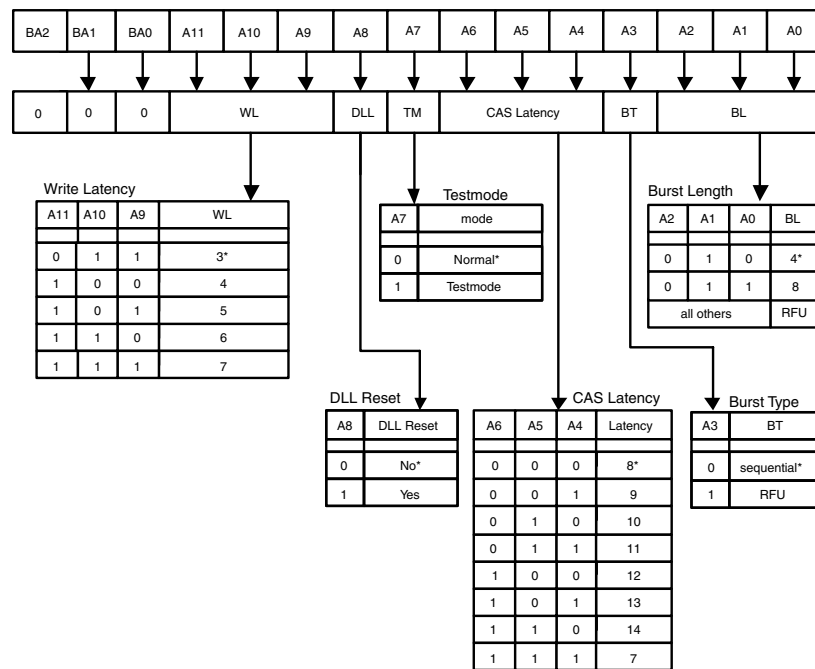 BA2 BA1 BA0 A11 A10 A9 A8 A7 A6 A5 A4 A3 A2 A1 A0
0 0 0 WL DLL TM CAS Latency BT BL
Write Latency
A11 A10 A9 WL
0 1 1 3*
1 0 0 4
1 0 1 5
1 1 0 6
1 1 1 7
Testmode
A7 mode
0 Normal*
1 Testmode
Burst Length
A2 A1 A0 BL
0 1 0 4*
0 1 1 8
all others RFU
DLL Reset
A8 DLL Reset
0 No*
1 Yes
CAS Latency
A6 A5 A4 Latency
0 0 0 8*
0 0 1 9
0 1 0 10
0 1 1 11
1 0 0 12
1 0 1 13
1 1 0 14
1 1 1 7
Burst Type
A3 BT
0 sequential*
1 RFU